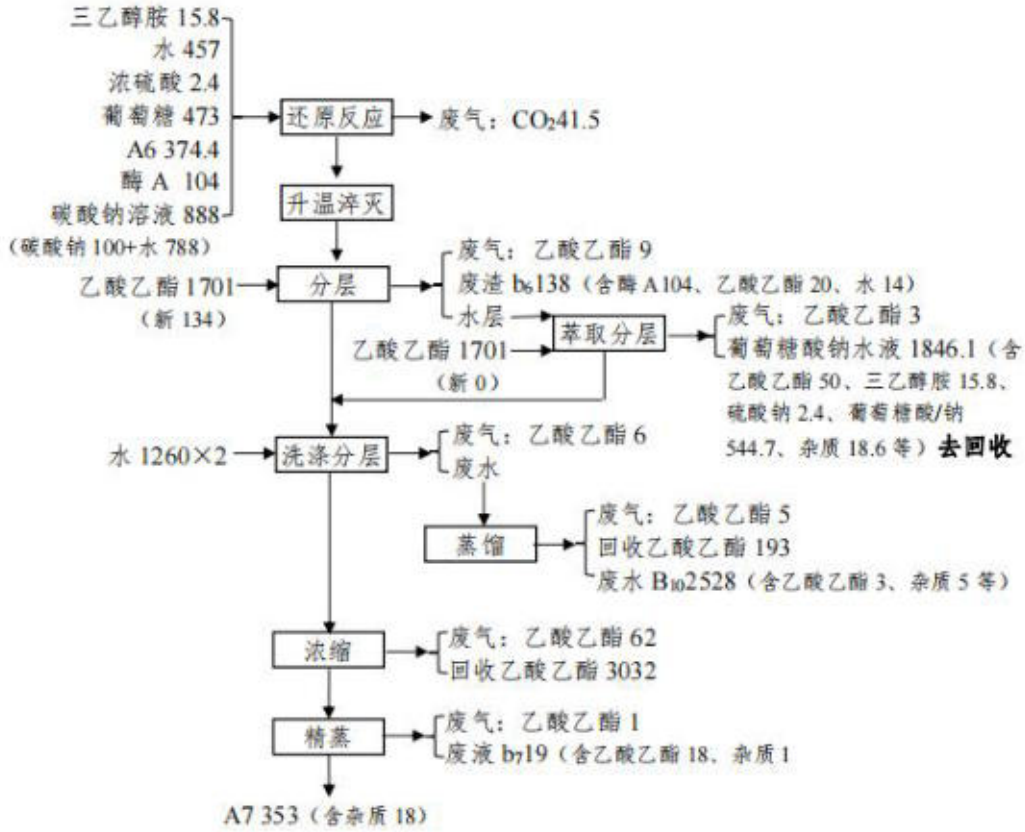 三乙醇胺 15.8
水 457
浓硫酸 2.4
葡萄糖 473
A6 374.4
酶 A 104
碳酸钠溶液 888
（碳酸钠 100+水 788）
还原反应
废气：CO₂41.5
升温淬灭
乙酸乙酯 1701
（新 134）
分层
废气：乙酸乙酯 9
废渣 b₆138（含酶 A104、乙酸乙酯 20、水 14）
水层
乙酸乙酯 1701
（新 0）
萃取分层
废气：乙酸乙酯 3
葡萄糖酸钠水液 1846.1（含
乙酸乙酯 50、三乙醇胺 15.8、
硫酸钠 2.4、葡萄糖酸/钠
544.7、杂质 18.6 等）去回收
水 1260×2
洗涤分层
废气：乙酸乙酯 6
废水
蒸馏
废气：乙酸乙酯 5
回收乙酸乙酯 193
废水 B₁₀2528（含乙酸乙酯 3、杂质 5 等）
浓缩
废气：乙酸乙酯 62
回收乙酸乙酯 3032
精蒸
废气：乙酸乙酯 1
废液 b₇19（含乙酸乙酯 18、杂质 1
A7 353（含杂质 18）